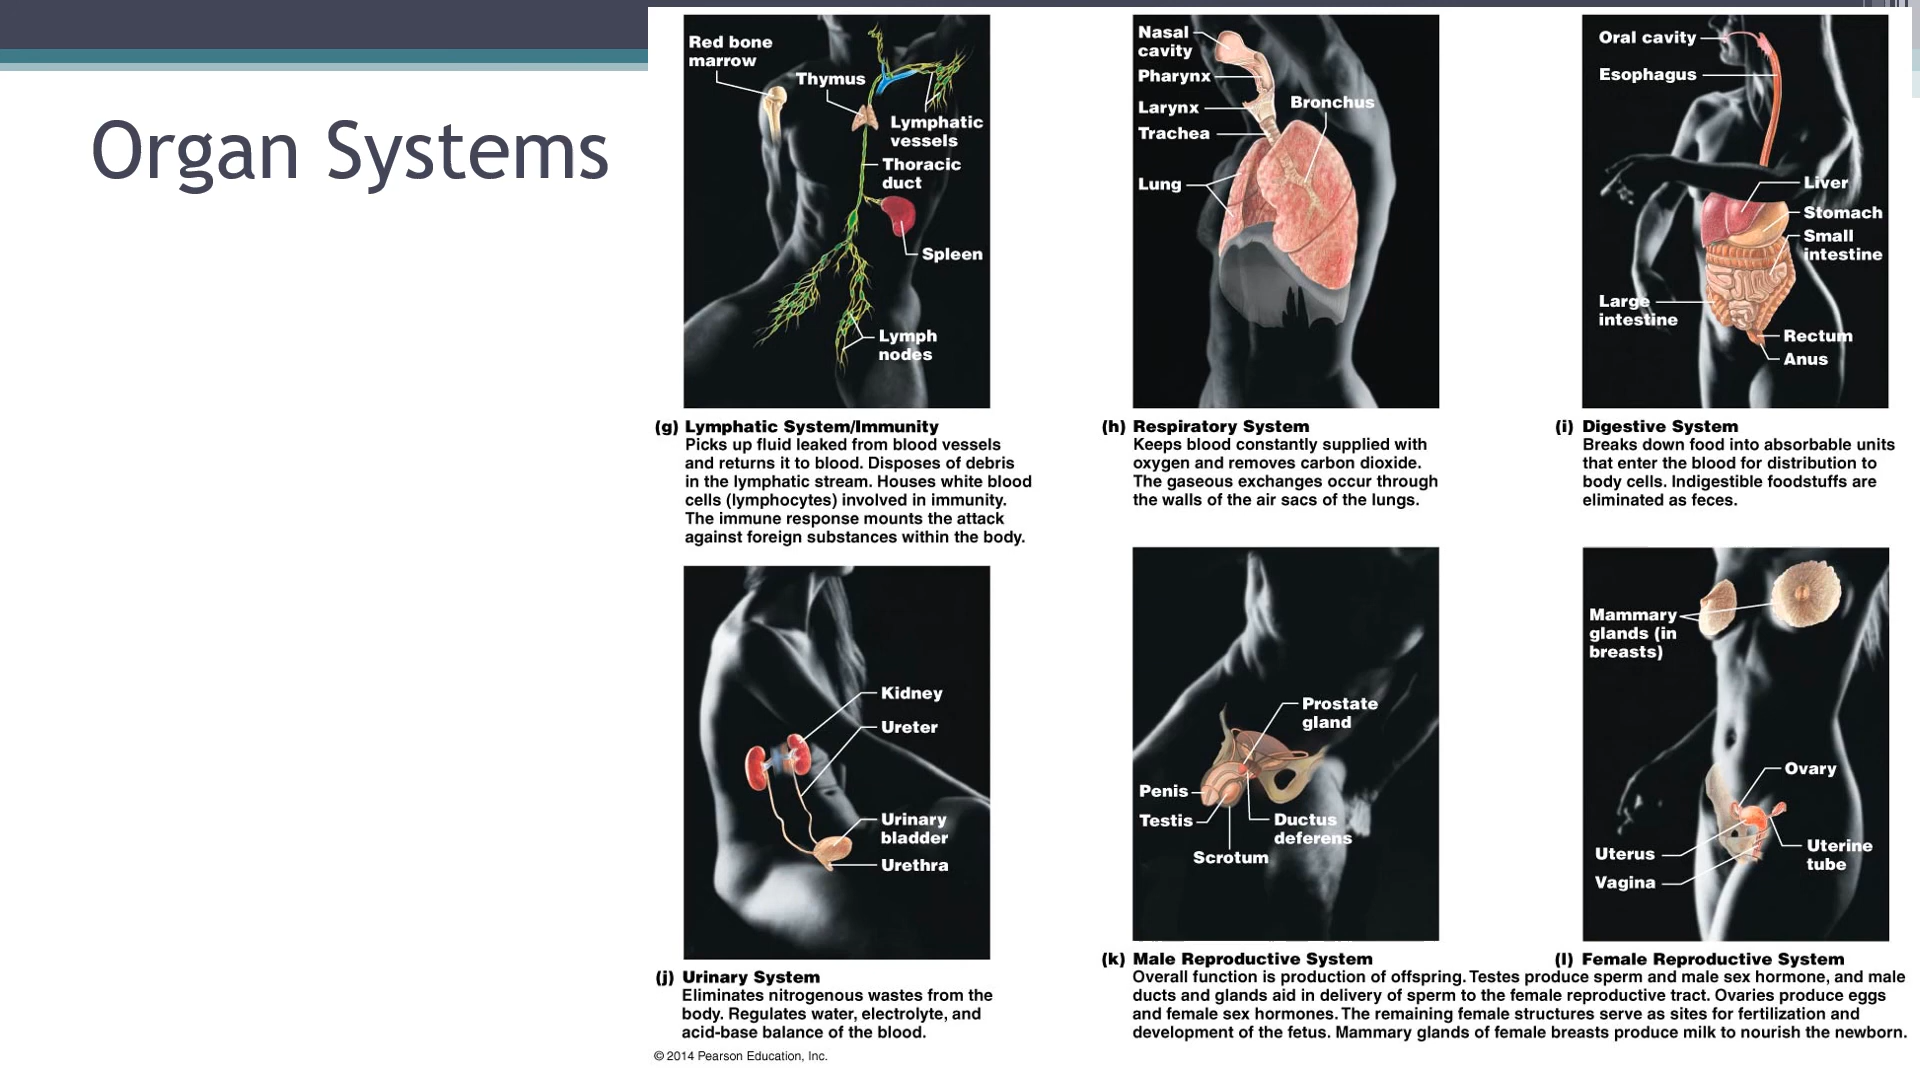 Organ Systems
Red bone
marrow
Thymus
Lymphatic
vessels
Thoracic
duct
Spleen
Lymph
nodes
(g) Lymphatic System/Immunity
Picks up fluid leaked from blood vessels
and returns it to blood. Disposes of debris
in the lymphatic stream. Houses white blood
cells (lymphocytes) involved in immunity.
The immune response mounts the attack
against foreign substances within the body.
Nasal
cavity
Pharynx
Larynx
Trachea
Bronchus
Lung
(h) Respiratory System
Keeps blood constantly supplied with
oxygen and removes carbon dioxide.
The gaseous exchanges occur through
the walls of the air sacs of the lungs.
Oral cavity
Esophagus
Liver
Stomach
Small
intestine
Large
intestine
Rectum
Anus
(i) Digestive System
Breaks down food into absorbable units
that enter the blood for distribution to
body cells. Indigestible foodstuffs are
eliminated as feces.
Kidney
Ureter
Urinary
bladder
Urethra
(j) Urinary System
Eliminates nitrogenous wastes from the
body. Regulates water, electrolyte, and
acid-base balance of the blood.
Prostate
gland
Penis
Testis
Ductus
deferens
Scrotum
(k) Male Reproductive System
Mammary
glands (in
breasts)
Ovary
Uterus
Uterine
tube
Vagina
(l) Female Reproductive System
Overall function is production of offspring. Testes produce sperm and male sex hormone, and male
ducts and glands aid in delivery of sperm to the female reproductive tract. Ovaries produce eggs
and female sex hormones. The remaining female structures serve as sites for fertilization and
development of the fetus. Mammary glands of female breasts produce milk to nourish the newborn.
© 2014 Pearson Education, Inc.